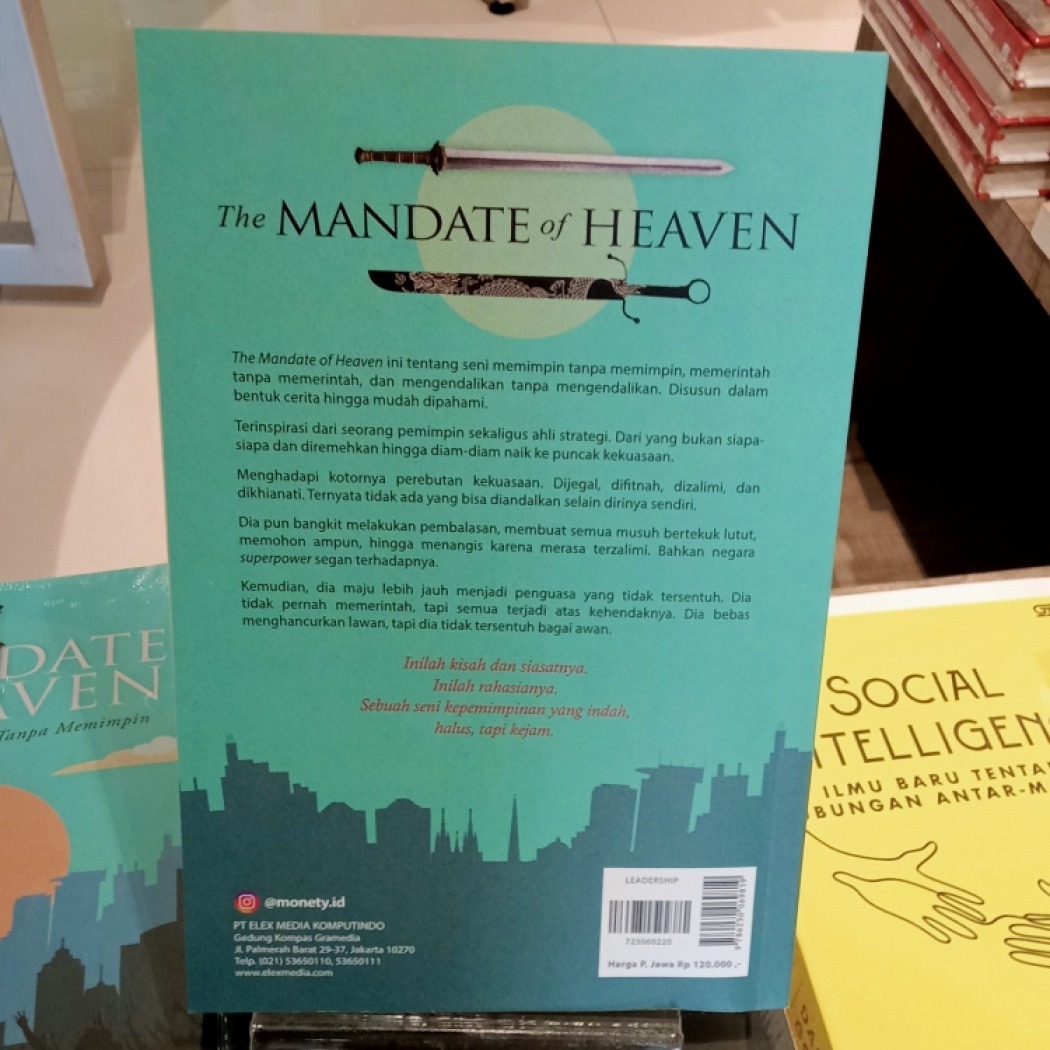 The MANDATE of HEAVEN
The Mandate of Heaven ini tentang seni memimpin tanpa memimpin, memerintah
tanpa memerintah, dan mengendalikan tanpa mengendalikan. Disusun dalam
bentuk cerita hingga mudah dipahami.
Terinspirasi dari seorang pemimpin sekaligus ahli strategi. Dari yang bukan siapa-
siapa dan diremehkan hingga diam-diam naik ke puncak kekuasaan.
Menghadapi kotornya perebutan kekuasaan. Dijegal, difitnah, dizalimi, dan
dikhianati. Ternyata tidak ada yang bisa diandalkan selain dirinya sendiri.
Dia pun bangkit melakukan pembalasan, membuat semua musuh bertekuk lutut,
memohon ampun, hingga menangis karena merasa terzalimi. Bahkan negara
superpower segan terhadapnya.
Kemudian, dia maju lebih jauh menjadi penguasa yang tidak tersentuh. Dia
tidak pernah memerintah, tapi semua terjadi atas kehendaknya. Dia bebas
menghancurkan lawan, tapi dia tidak tersentuh bagai awan.
Inilah kisah dan siasatnya.
Inilah rahasianya.
Sebuah seni kepemimpinan yang indah,
halus, tapi kejam.
@monety.id
PT ELEX MEDIA KOMPUTINDO
Gedung Kompas Gramedia
Jl. Palmerah Barat 29-37, Jakarta 10270
Telp. (021) 53650110, 53650111
www.elexmedia.com
LEADERSHIP
723060220
Harga P. Jawa Rp 120.000 ,-
DATE
AVEN
Tanpa Memimpin
SOCIAL
NTELLIGEN
ILMU BARU TENTA
UBUNGAN ANTAR-M